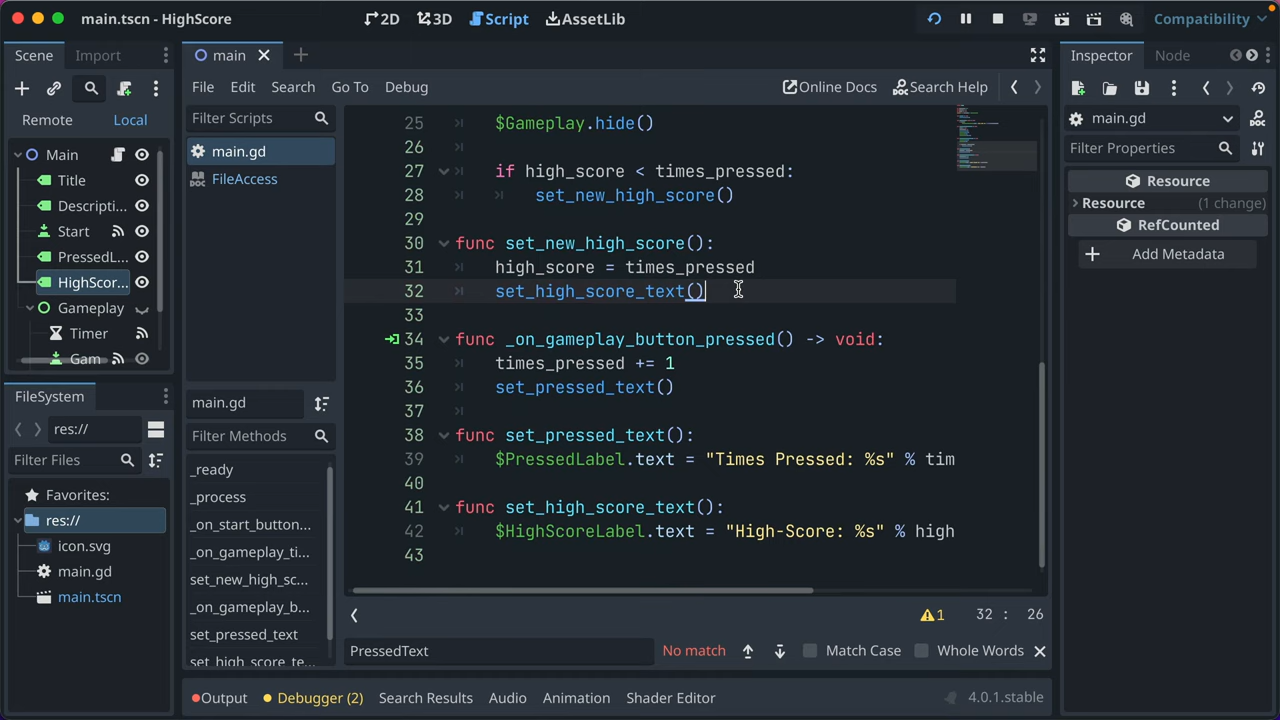 main.tscn - HighScore
2D 3D Script AssetLib
Compatibility
Scene Import
main
Inspector Node
File Edit Search Go To Debug
Online Docs Search Help
Remote Local
Filter Scripts
main.gd
Filter Properties
main.gd
FileAccess
Resource
Resource (1 change)
RefCounted
Add Metadata
Main
Title
Descripti...
Start
PressedL...
HighScor...
Gameplay
Timer
Gam
25 $Gameplay.hide()
26
27 if high_score < times_pressed:
28 set_new_high_score()
29
30 func set_new_high_score():
31 high_score = times_pressed
32 set_high_score_text()
33
34 func _on_gameplay_button_pressed() -> void:
35 times_pressed += 1
36 set_pressed_text()
37
38 func set_pressed_text():
39 $PressedLabel.text = "Times Pressed: %s" % tim
40
41 func set_high_score_text():
42 $HighScoreLabel.text = "High-Score: %s" % high
43
FileSystem
res://
Filter Files
Favorites:
res://
icon.svg
main.gd
main.tscn
main.gd
Filter Methods
_ready
_process
_on_start_button...
_on_gameplay_ti...
set_new_high_sc...
_on_gameplay_b...
set_pressed_text
set_high_score_te...
1 32 : 26
PressedText No match Match Case Whole Words
Output Debugger (2) Search Results Audio Animation Shader Editor 4.0.1.stable